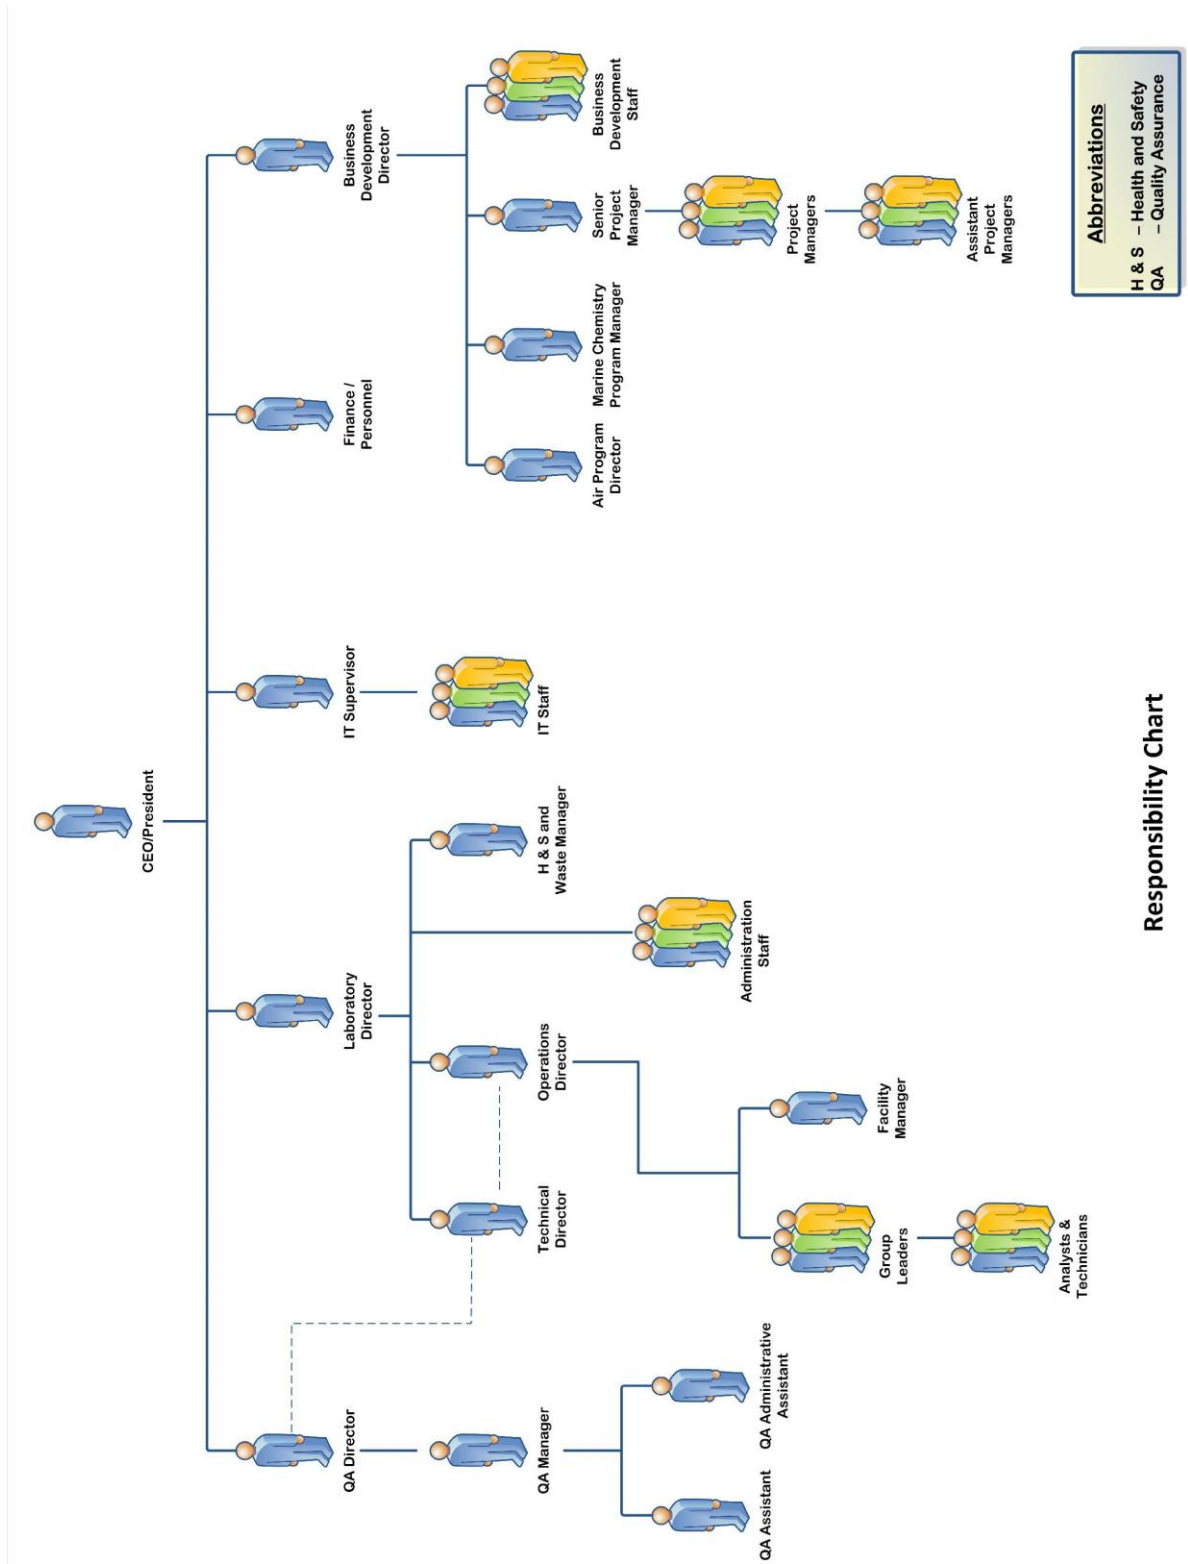 CEO/President
QA Director
Laboratory
Director
IT Supervisor
Finance /
Personnel
Business
Development
Director
QA Manager
Technical
Director
Operations
Director
H & S and
Waste Manager
IT Staff
Air Program
Director
Marine Chemistry
Program Manager
Senior
Project
Manager
Business
Development
Staff
QA Assistant
QA Administrative
Assistant
Administration
Staff
Project
Managers
Group
Leaders
Facility
Manager
Assistant
Project
Managers
Analysts &
Technicians
Abbreviations
H & S – Health and Safety
QA – Quality Assurance
Responsibility Chart